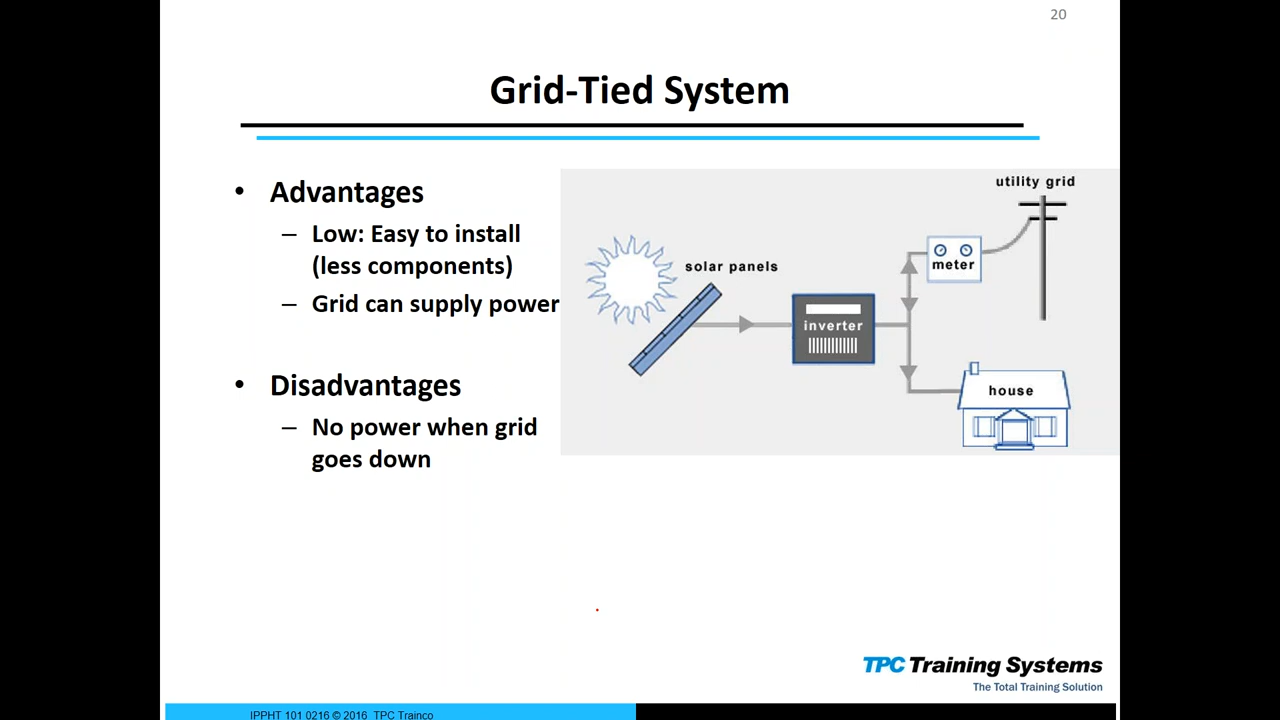 20
Grid-Tied System
• Advantages
– Low: Easy to install
(less components)
– Grid can supply power
• Disadvantages
– No power when grid
goes down
utility grid
solar panels
meter
inverter
house
TPC Training Systems
The Total Training Solution
IPPHT 101 0216 © 2016 TPC Trainco